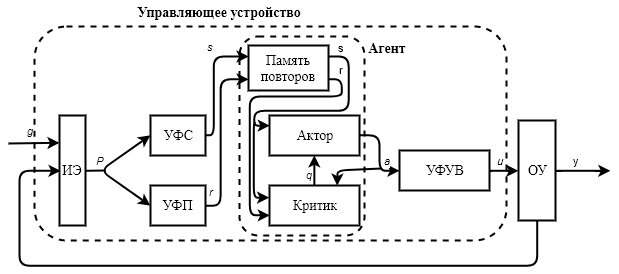 Управляющее устройство
Агент
s
Память
повторов
s
r
g
ИЭ
P
УФС
УФП
r
Актор
q
Критик
a
УФУВ
u
ОУ
y